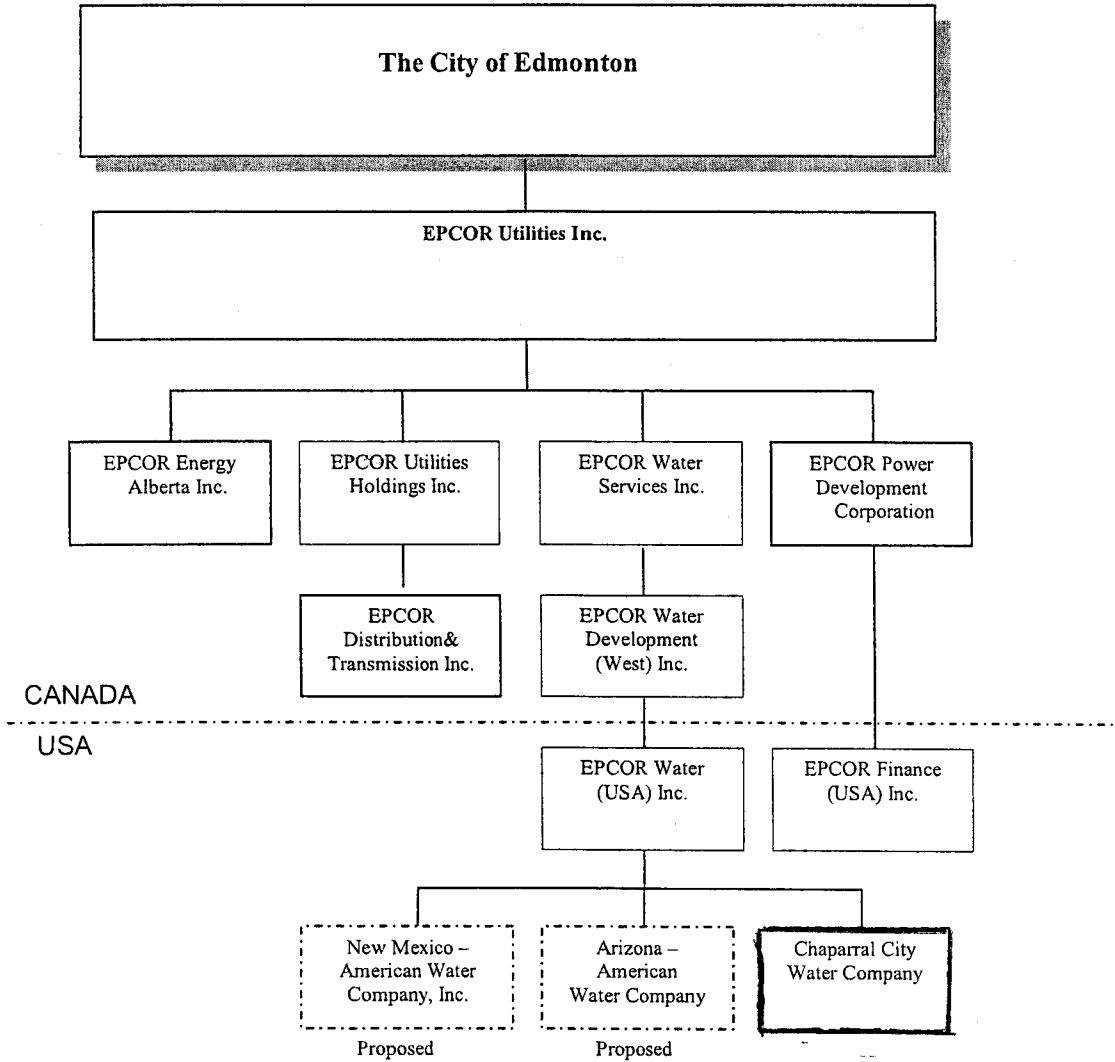 The City of Edmonton
EPCOR Utilities Inc.
EPCOR Energy
Alberta Inc.
EPCOR Utilities
Holdings Inc.
EPCOR Water
Services Inc.
EPCOR Power
Development
Corporation
EPCOR
Distribution&
Transmission Inc.
EPCOR Water
Development
(West) Inc.
CANADA
USA
EPCOR Water
(USA) Inc.
EPCOR Finance
(USA) Inc.
New Mexico –
American Water
Company, Inc.
Arizona –
American
Water Company
Chaparral City
Water Company
Proposed
Proposed